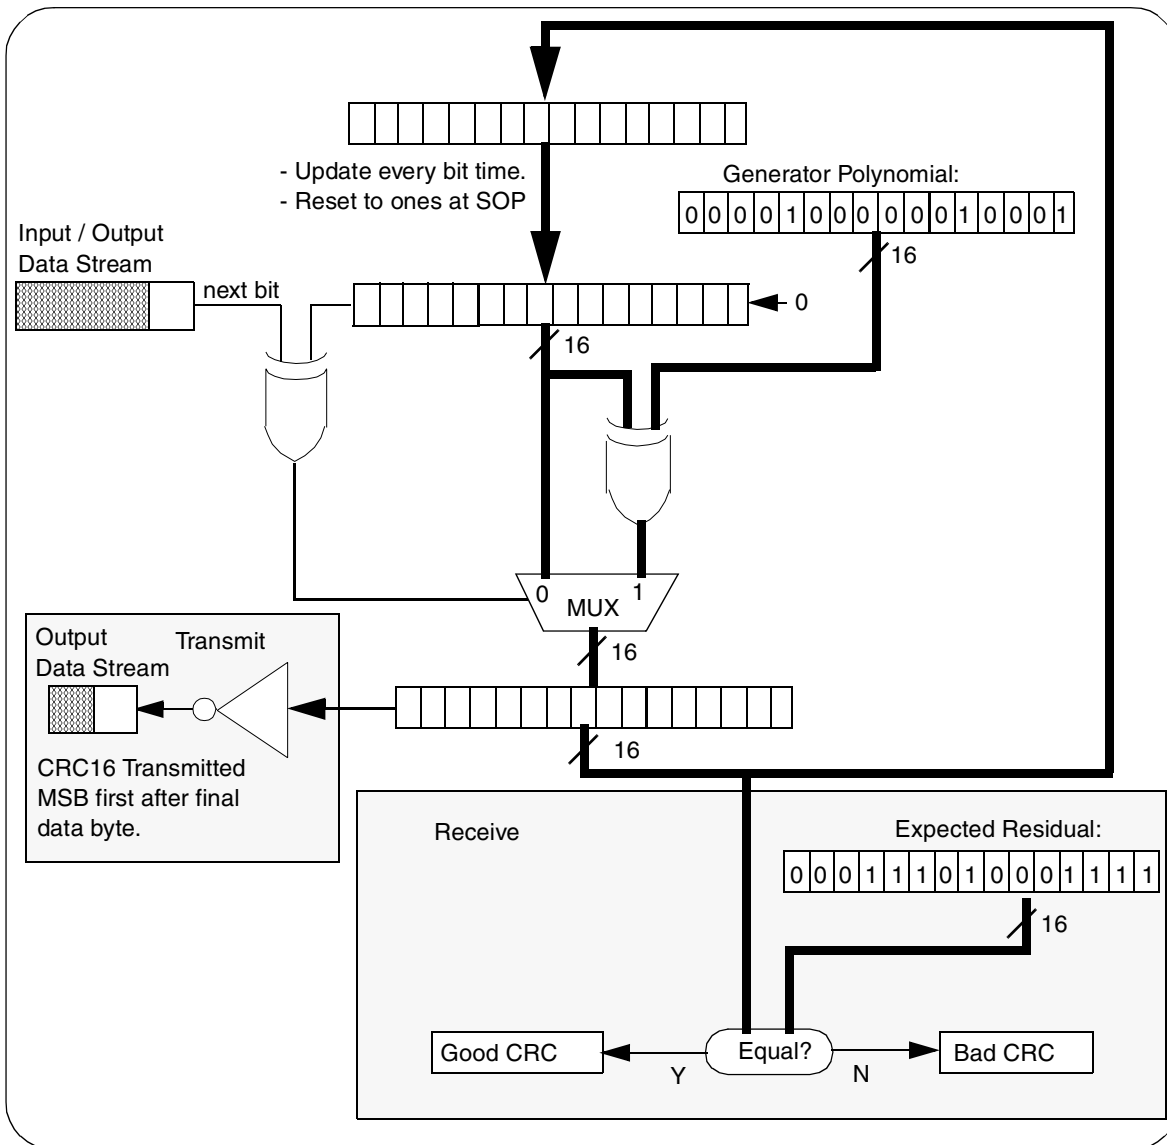 - Update every bit time.
- Reset to ones at SOP
Generator Polynomial:
0 0 0 0 1 0 0 0 0 0 0 1 0 0 0 1
16
Input / Output
Data Stream
next bit
0
16
0 1
MUX
16
Output
Data Stream
Transmit
16
CRC16 Transmitted
MSB first after final
data byte.
Receive
Expected Residual:
0 0 0 1 1 1 0 1 0 0 0 1 1 1 1
16
Good CRC
Y
Equal?
N
Bad CRC